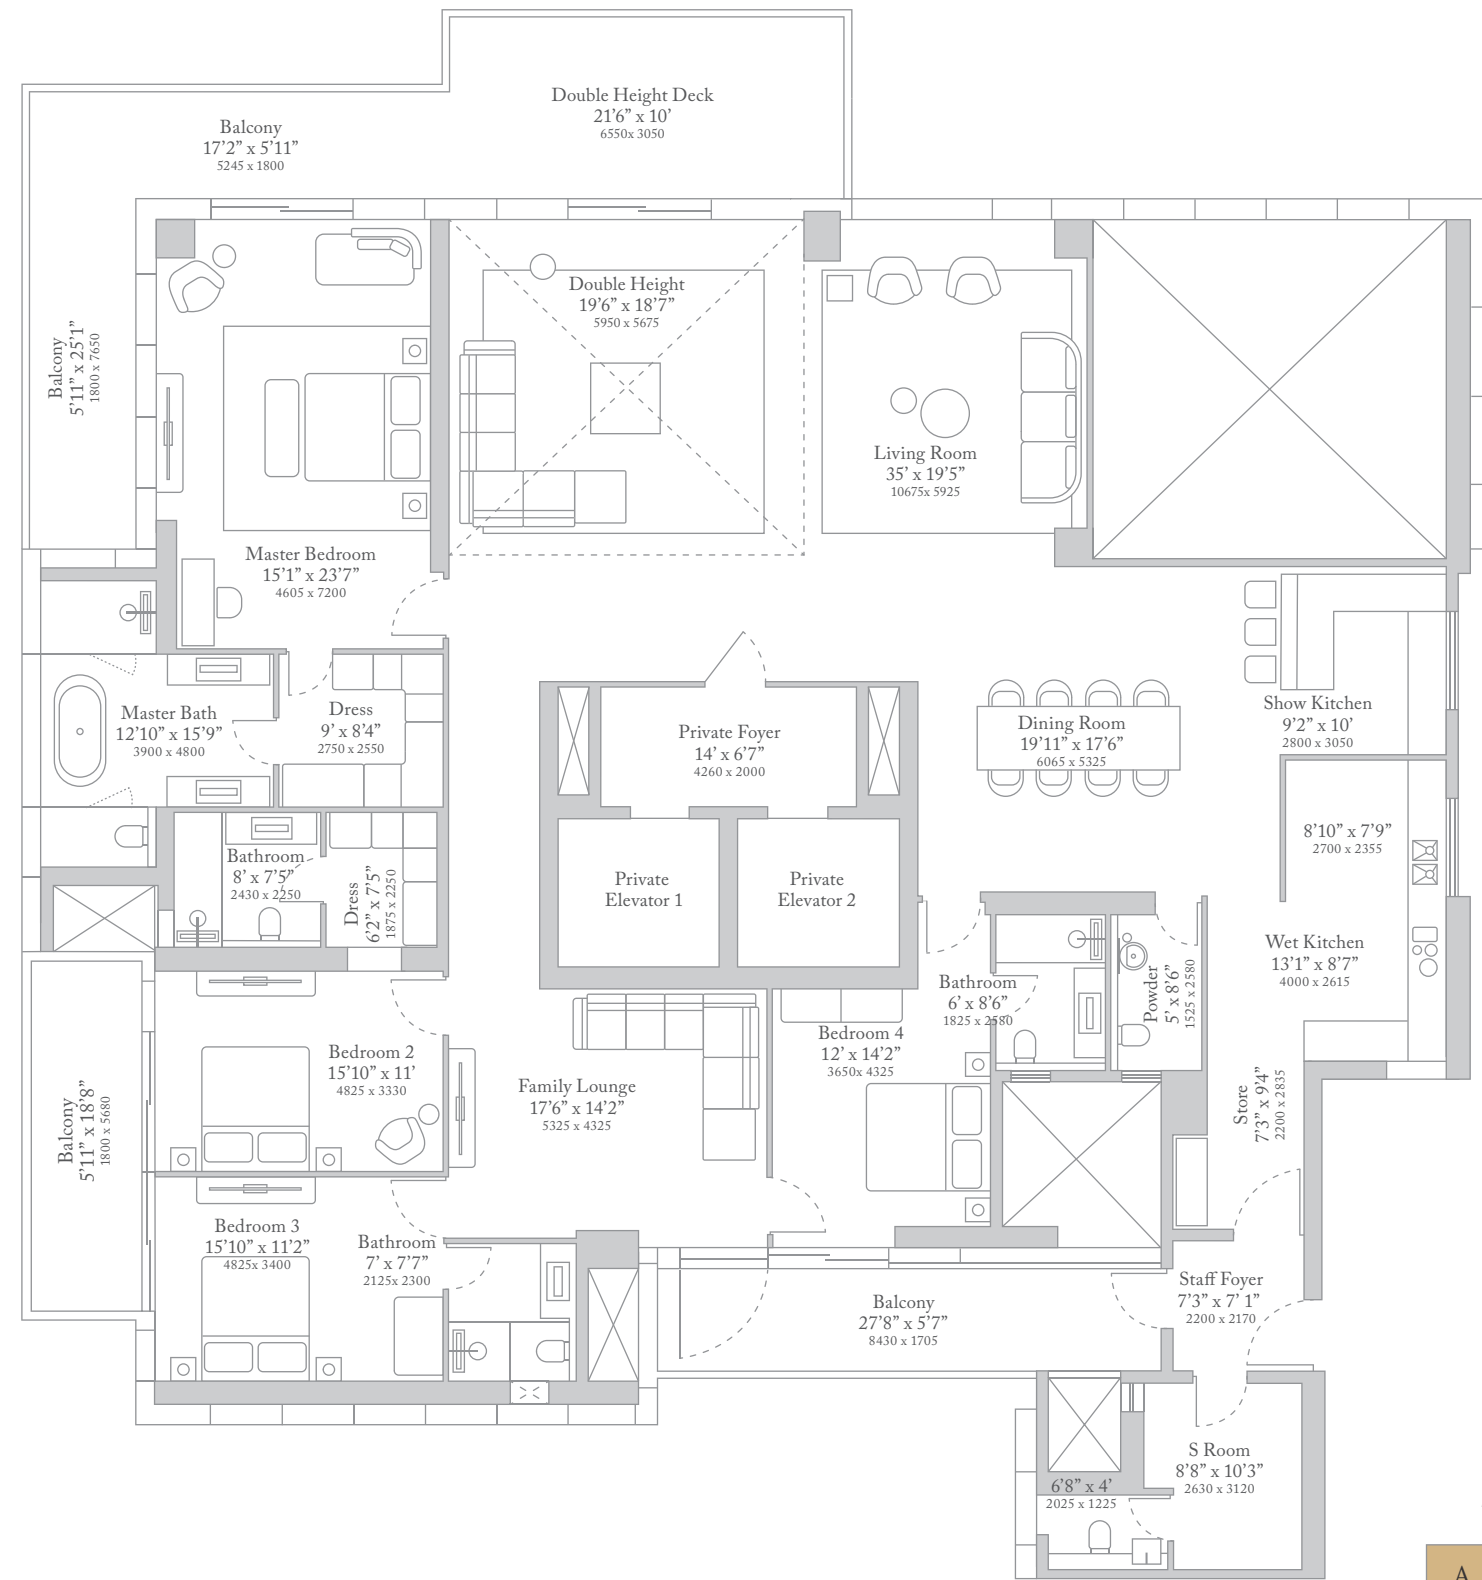 Double Height Deck
21'6” x 10’
6550x 3050
Balcony
17’2” x 5’11”
5245 x 1800
Balcony
5’11” x 25’1”
1800 x 7650
Double Height
19’6” x 18’7”
5950 x 5675
Living Room
35’ x 19’5”
10675x 5925
Master Bedroom
15’1” x 23’7”
4605 x 7200
Master Bath
12’10” x 15’9”
3900 x 4800
Dress
9’ x 8’4”
2750 x 2550
Private Foyer
14’ x 6’7”
4260 x 2000
Dining Room
19’11” x 17’6”
6065 x 5325
Show Kitchen
9’2” x 10’
2800 x 3050
8’10” x 7’9”
2700 x 2355
Bathroom
8’ x 7’5”
2430 x 2250
Dress
6’2” x 7’5”
1875 x 2250
Private
Elevator 1
Private
Elevator 2
Wet Kitchen
13’1” x 8’7”
4000 x 2615
Bathroom
6’ x 8’6”
1825 x 2580
Powder
5’ x 8’6”
1525 x 2580
Bedroom 4
12’ x 14’2”
3650x 4325
Bedroom 2
15’10” x 11’
4825 x 3330
Family Lounge
17’6” x 14’2”
5325 x 4325
Store
7’3” x 9’4”
2200 x 2835
Balcony
5’11” x 18’8”
1800 x 5680
Bedroom 3
15’10” x 11’2”
4825x 3400
Bathroom
7’ x 7’7”
2125x 2300
Balcony
27’8” x 5’7”
8430 x 1705
Staff Foyer
7’3” x 7’ 1”
2200 x 2170
S Room
8’8” x 10’3”
2630 x 3120
6’8” x 4’
2025 x 1225
A